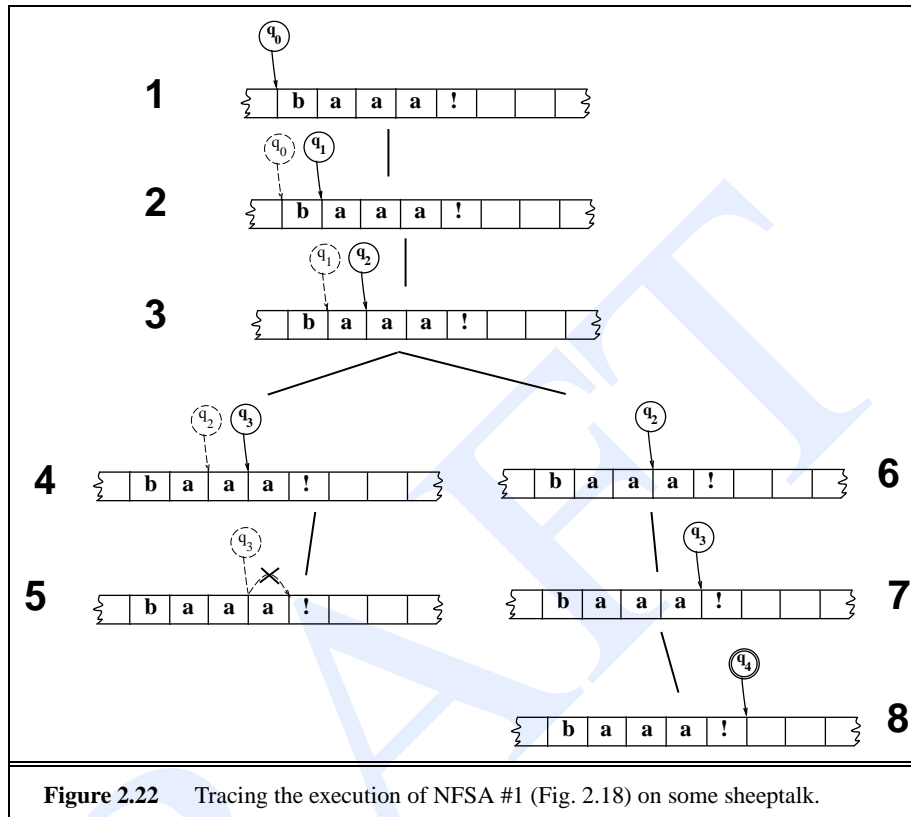 q0
1
b a a a !
q0 q1
2
b a a a !
q1 q2
3
b a a a !
q2 q3
4
b a a a !
q2
b a a a !
6
q3
5
b a a a !
q3
b a a a !
7
q4
b a a a !
8
DRAFT
Figure 2.22 Tracing the execution of NFSA #1 (Fig. 2.18) on some sheeptalk.